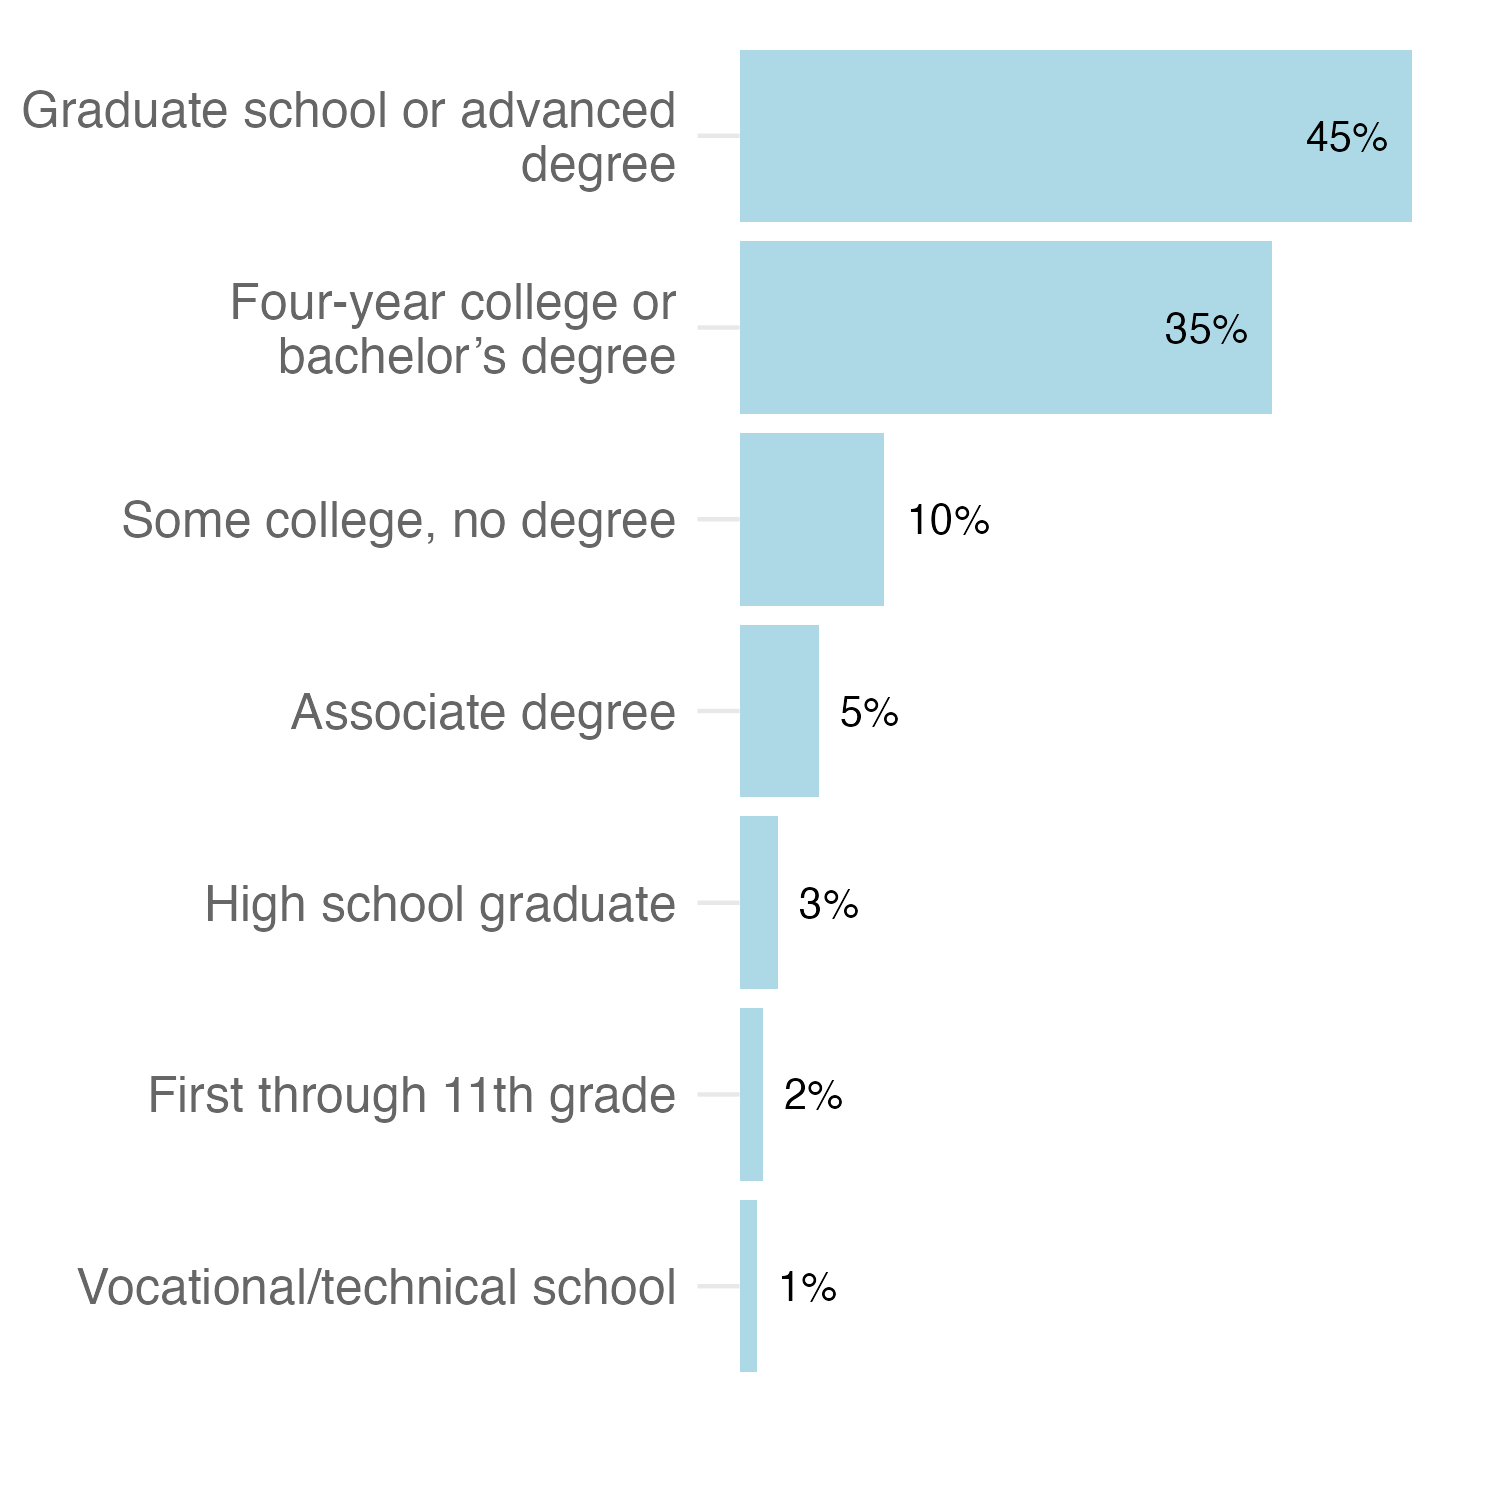 Graduate school or advanced
degree
45%
Four-year college or
bachelor’s degree
35%
Some college, no degree
10%
Associate degree
5%
High school graduate
3%
First through 11th grade
2%
Vocational/technical school
1%